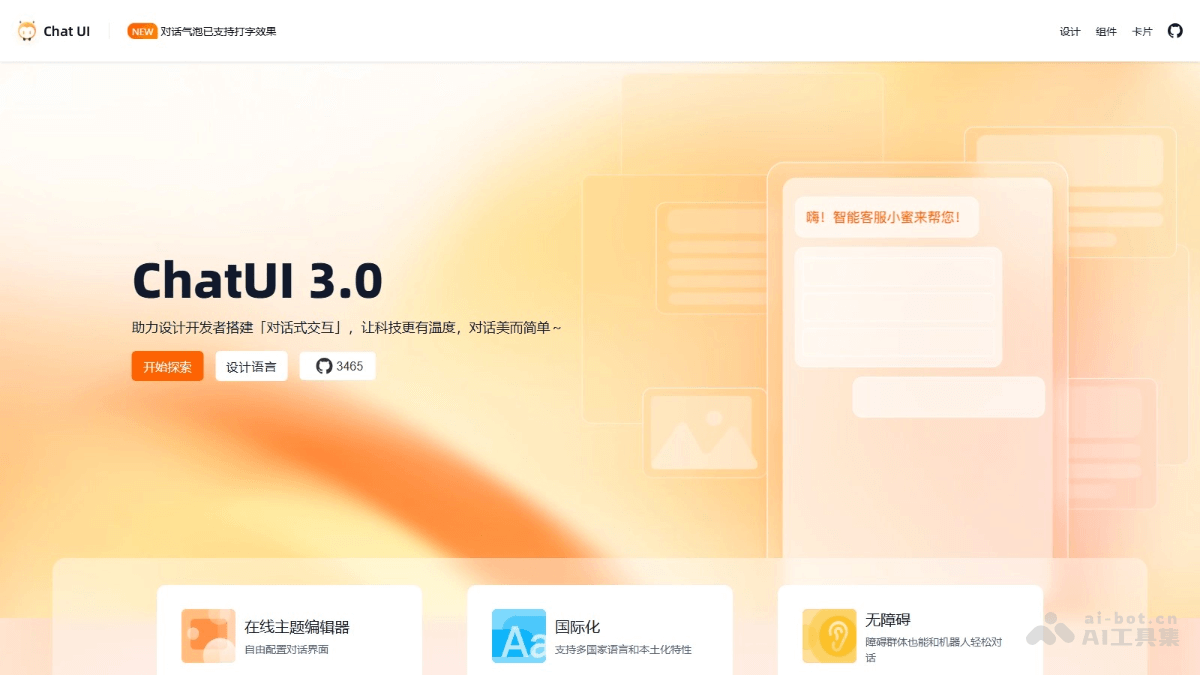 Chat UI
NEW 对话气泡已支持打字效果
设计 组件 卡片
嗨！智能客服小蜜来帮您！
ChatUI 3.0
助力设计开发者搭建「对话式交互」，让科技更有温度，对话美而简单～
开始探索 设计语言 3465
在线主题编辑器
自由配置对话界面
Aa
国际化
支持多国家语言和本土化特性
无障碍
障碍群体也能和机器人轻松对
话
ai-bot.cn
AI工具集